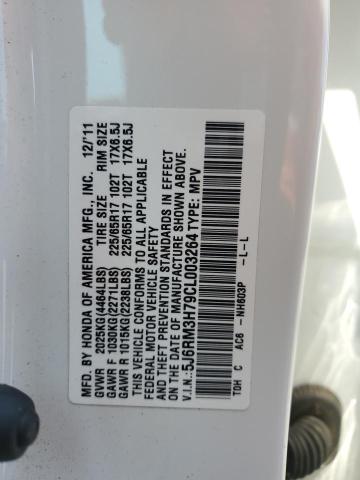 MFD. BY HONDA OF AMERICA MFG., INC. 12/'11
GVWR 2025KG(4464LBS) TIRE SIZE RIM SIZE
GAWR F 1030KG(2271LBS) 225/65R17 102T 17X6.5J
GAWR R 1015KG(2238LBS) 225/65R17 102T 17X6.5J
THIS VEHICLE CONFORMS TO ALL APPLICABLE
FEDERAL MOTOR VEHICLE SAFETY
AND THEFT PREVENTION STANDARDS IN EFFECT
ON THE DATE OF MANUFACTURE SHOWN ABOVE.
V.I.N.:5J6RM3H79CL003264 TYPE: MPV
TDH C AC6 -NH603P -L-L